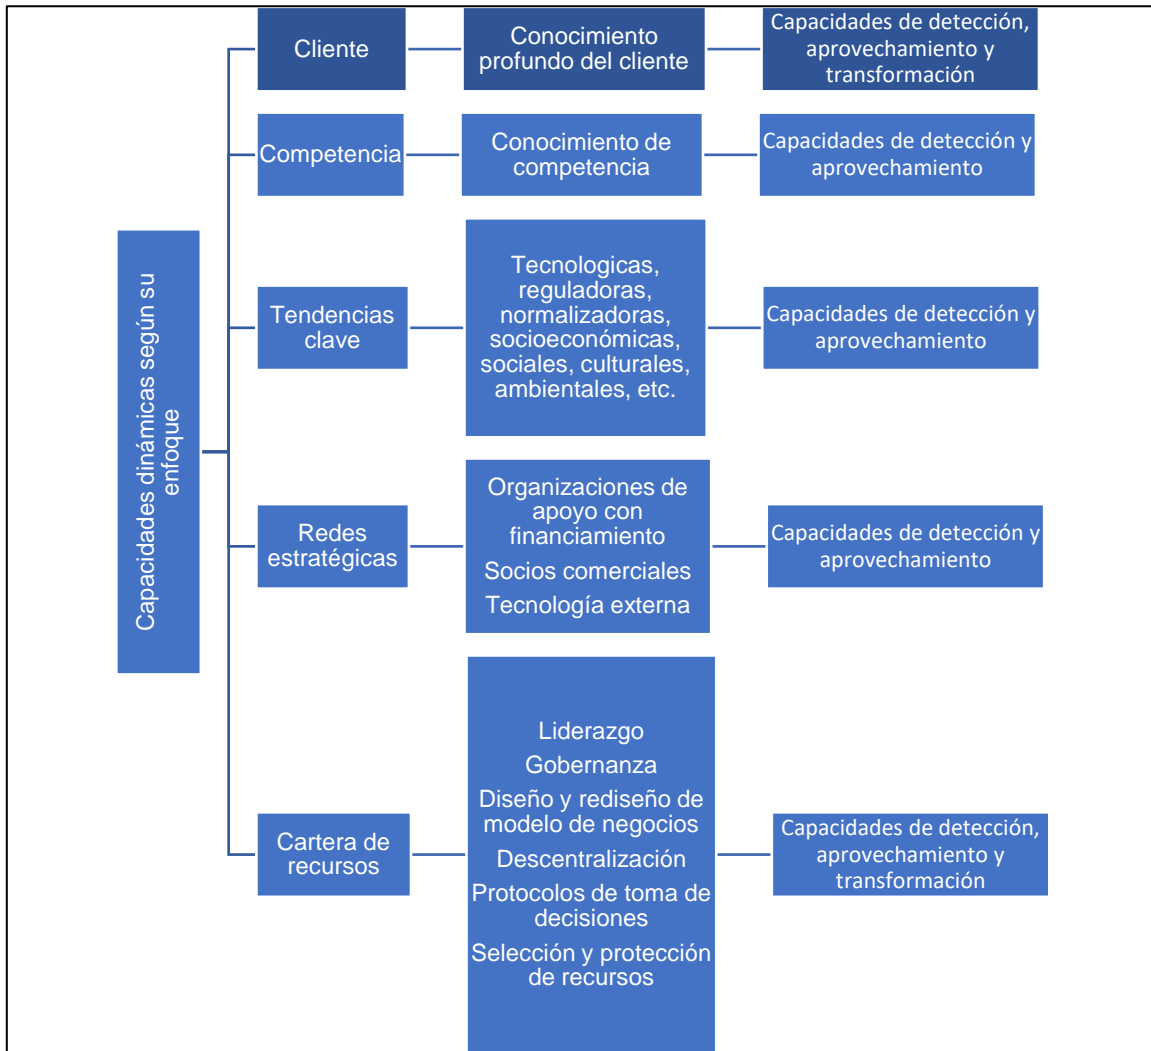 Capacidades dinámicas según su
enfoque
Cliente
Conocimiento
profundo del cliente
Capacidades de detección,
aprovechamiento y
transformación
Competencia
Conocimiento de
competencia
Capacidades de detección y
aprovechamiento
Tendencias
clave
Tecnologicas,
reguladoras,
normalizadoras,
socioeconómicas,
sociales, culturales,
ambientales, etc.
Capacidades de detección y
aprovechamiento
Redes
estratégicas
Organizaciones de
apoyo con
financiamiento
Socios comerciales
Tecnología externa
Capacidades de detección y
aprovechamiento
Cartera de
recursos
Liderazgo
Gobernanza
Diseño y rediseño de
modelo de negocios
Descentralización
Protocolos de toma de
decisiones
Selección y protección
de recursos
Capacidades de detección,
aprovechamiento y
transformación